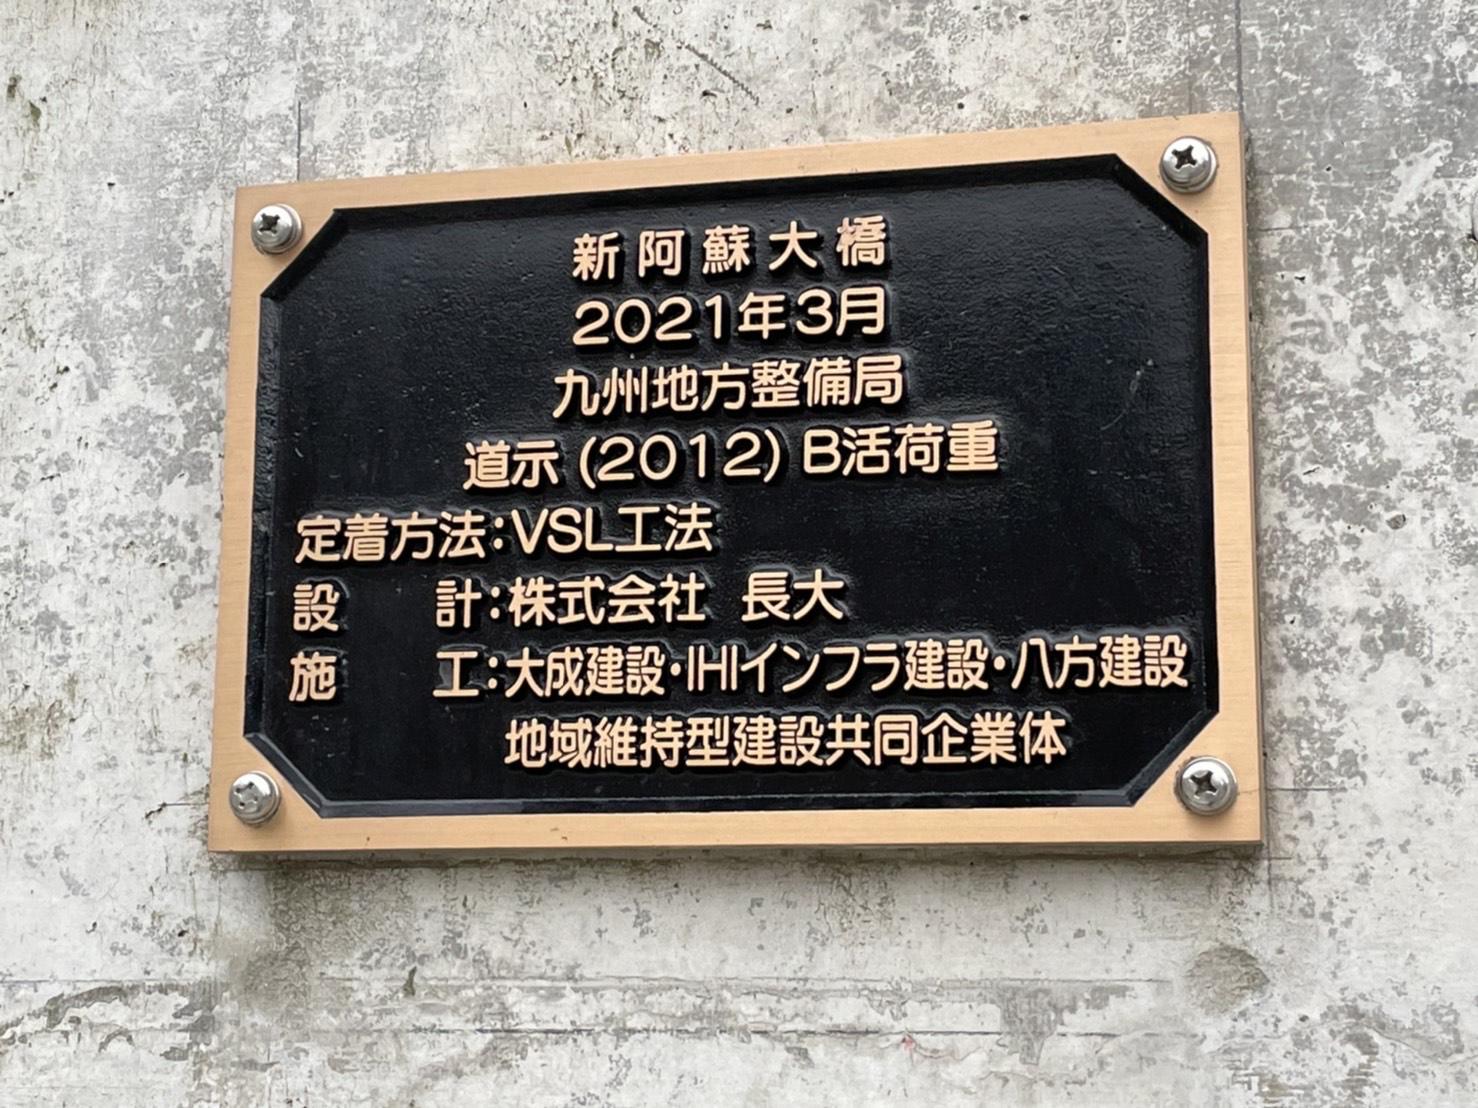 新阿蘇大橋
2021年3月
九州地方整備局
道示(2012)B活荷重
定着方法:VSL工法
設　計:株式会社 長大
施　工:大成建設・IHIインフラ建設・八方建設
地域維持型建設共同企業体